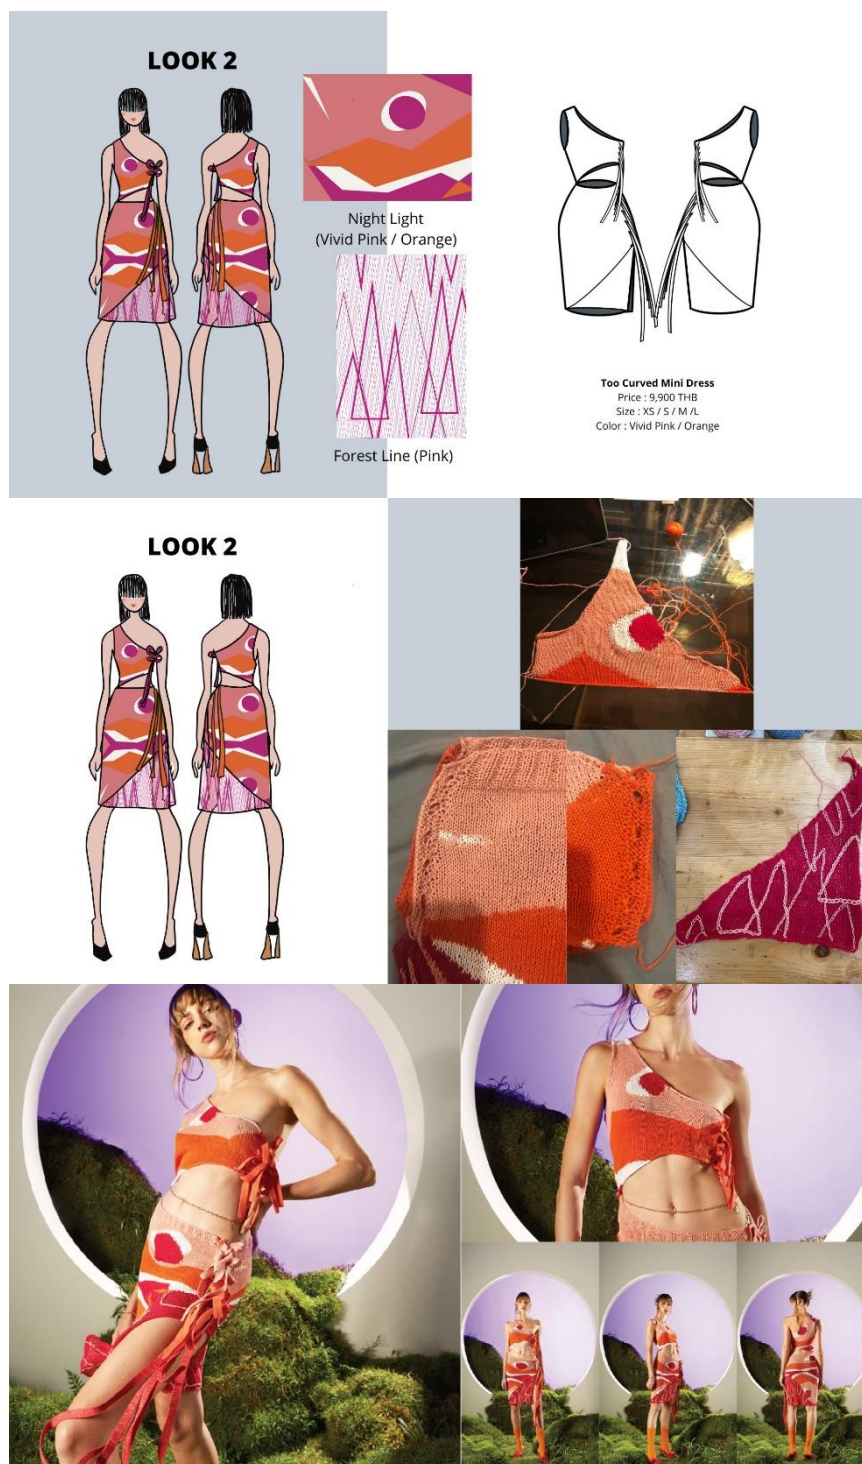 LOOK 2
Night Light
(Vivid Pink / Orange)
Forest Line (Pink)
Too Curved Mini Dress
Price : 9,900 THB
Size : XS / S / M /L
Color : Vivid Pink / Orange
LOOK 2